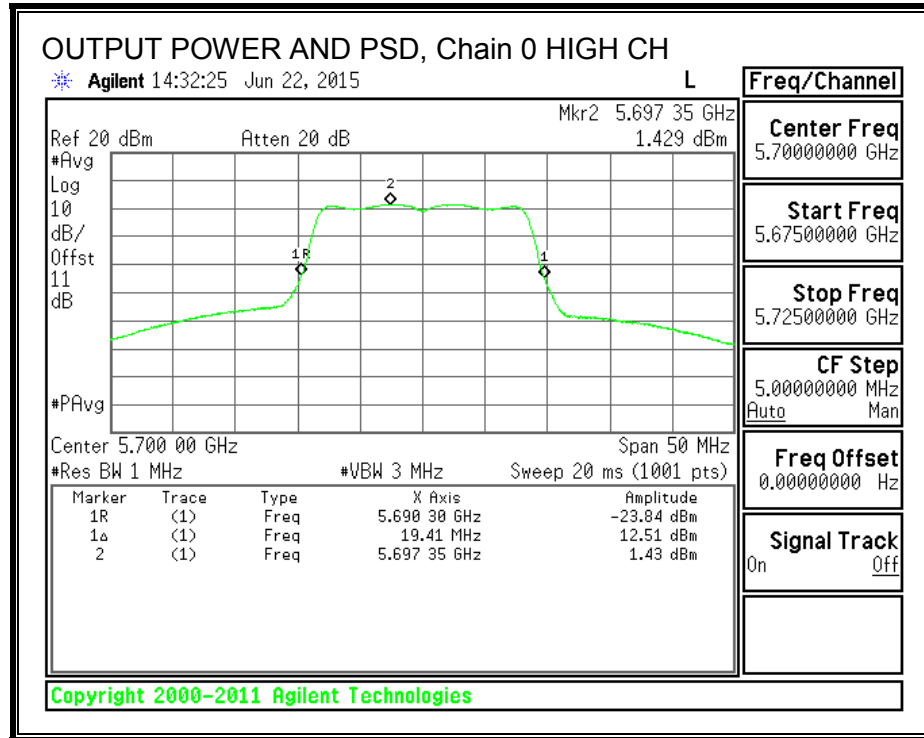 OUTPUT POWER AND PSD, Chain 0 HIGH CH
Agilent 14:32:25 Jun 22, 2015 L
Freq/Channel
Mkr2 5.697 35 GHz
Ref 20 dBm Atten 20 dB 1.429 dBm
#Avg
Log
10
dB/
Offst
11
dB
#PAvg
2
1R
1
Center 5.700 00 GHz Span 50 MHz
#Res BW 1 MHz #VBW 3 MHz Sweep 20 ms (1001 pts)
Marker Trace Type X Axis Amplitude
1R (1) Freq 5.690 30 GHz -23.84 dBm
1Δ (1) Freq 19.41 MHz 12.51 dBm
2 (1) Freq 5.697 35 GHz 1.43 dBm
Center Freq
5.70000000 GHz
Start Freq
5.67500000 GHz
Stop Freq
5.72500000 GHz
CF Step
5.00000000 MHz
Auto Man
Freq Offset
0.00000000 Hz
Signal Track
On Off
Copyright 2000-2011 Agilent Technologies